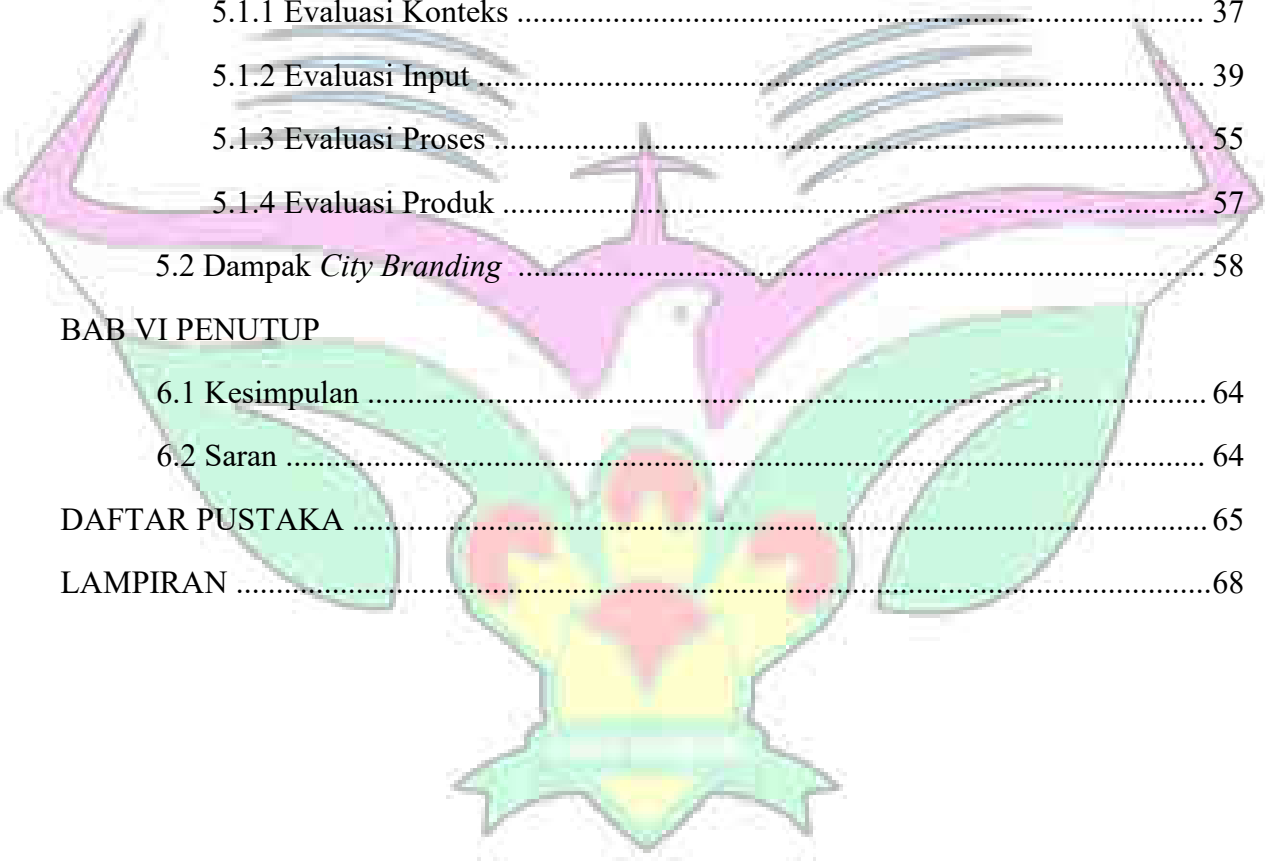 5.1.1 Evaluasi Konteks ..................................................................................... 37
5.1.2 Evaluasi Input .......................................................................................... 39
5.1.3 Evaluasi Proses ........................................................................................ 55
5.1.4 Evaluasi Produk ....................................................................................... 57
5.2 Dampak City Branding ..................................................................................... 58
BAB VI PENUTUP
6.1 Kesimpulan ........................................................................................................ 64
6.2 Saran .................................................................................................................. 64
DAFTAR PUSTAKA ......................................................................................................... 65
LAMPIRAN ........................................................................................................................68